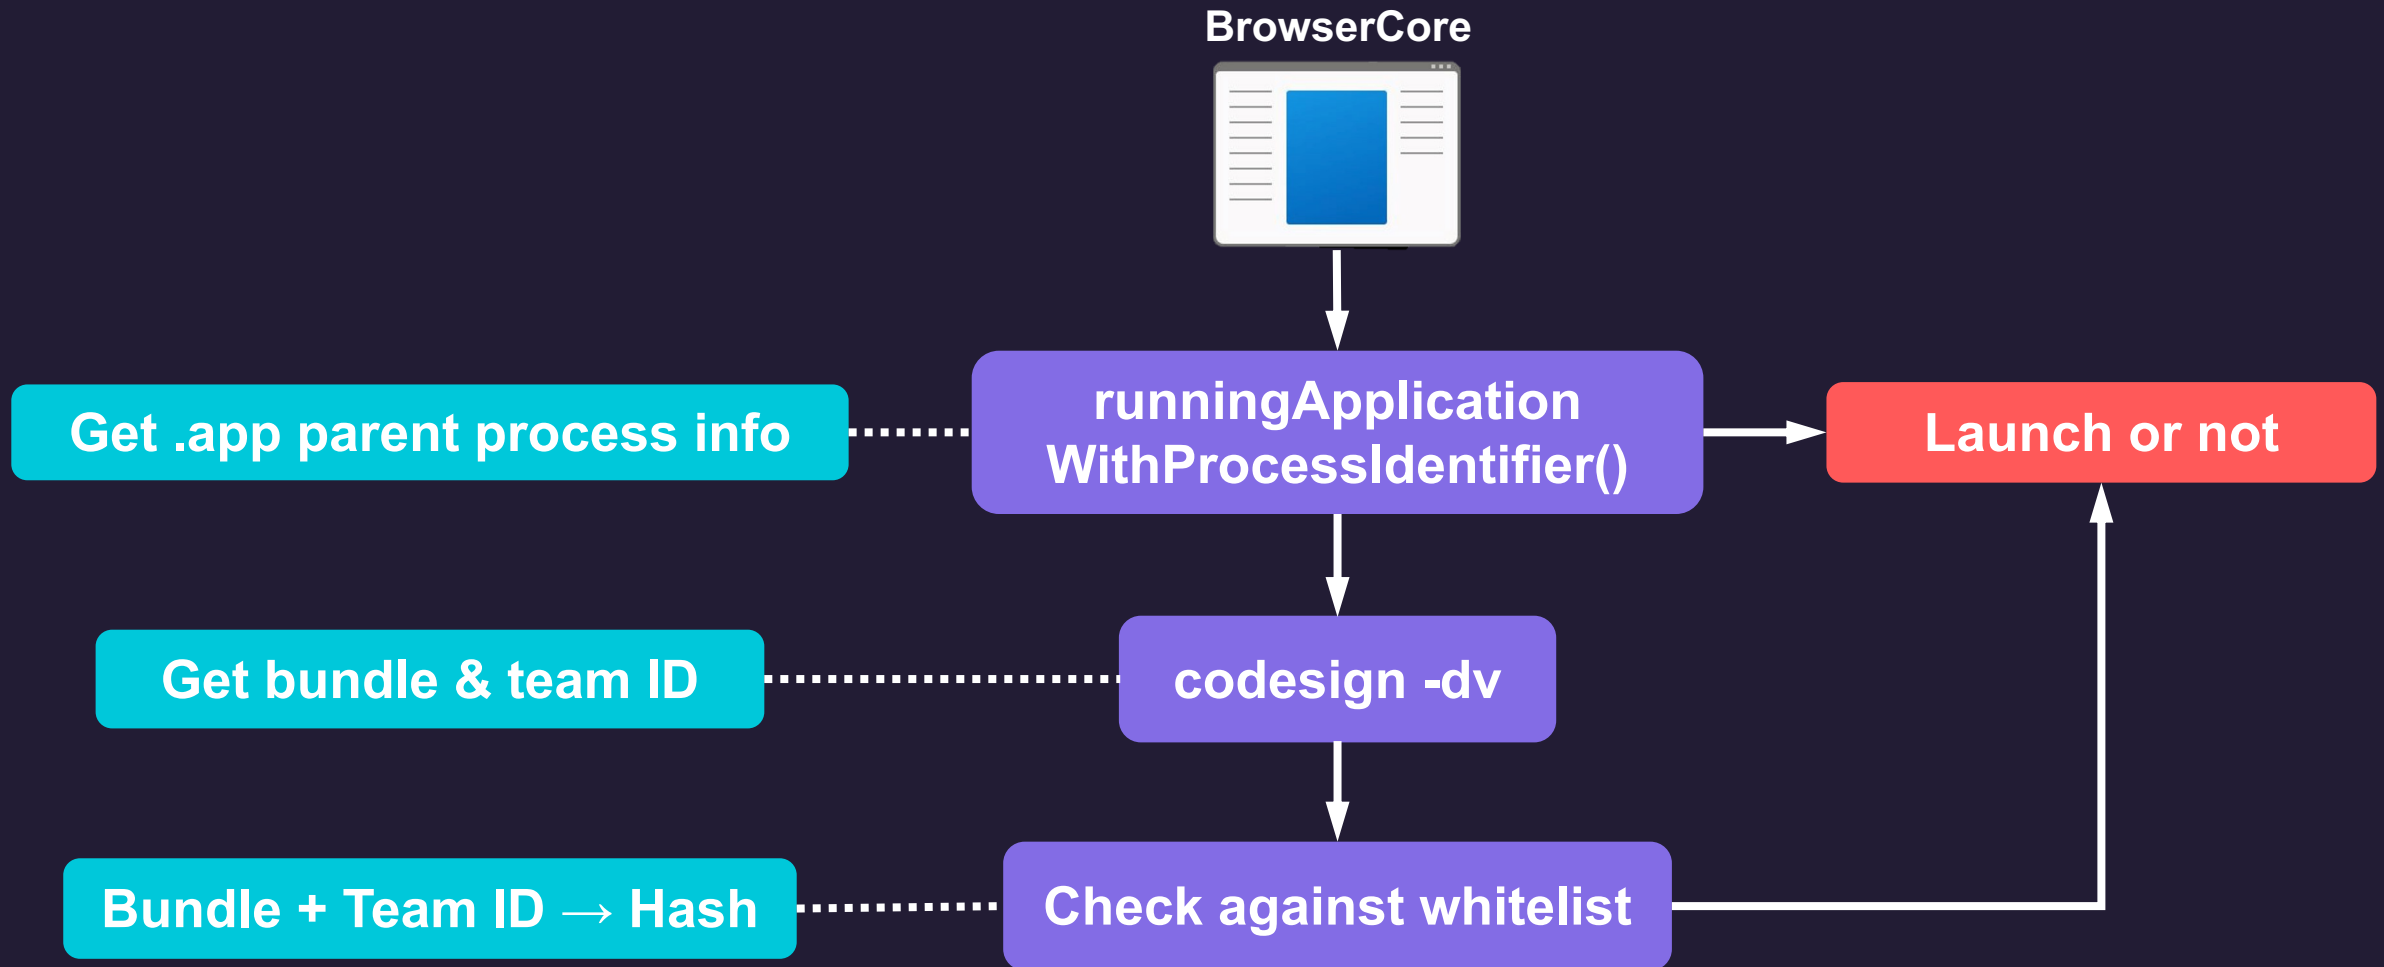 BrowserCore
Get .app parent process info
runningApplication
WithProcessIdentifier()
Launch or not
Get bundle & team ID
codesign -dv
Bundle + Team ID → Hash
Check against whitelist